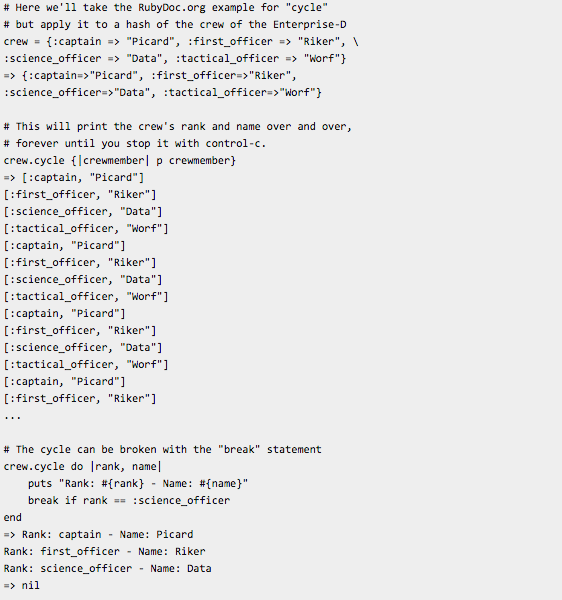 # Here we'll take the RubyDoc.org example for "cycle"
# but apply it to a hash of the crew of the Enterprise-D
crew = {:captain => "Picard", :first_officer => "Riker", \
:science_officer => "Data", :tactical_officer => "Worf"}
=> {:captain=>"Picard", :first_officer=>"Riker",
:science_officer=>"Data", :tactical_officer=>"Worf"}

# This will print the crew's rank and name over and over,
# forever until you stop it with control-c.
crew.cycle {|crewmember| p crewmember}
=> [:captain, "Picard"]
[:first_officer, "Riker"]
[:science_officer, "Data"]
[:tactical_officer, "Worf"]
[:captain, "Picard"]
[:first_officer, "Riker"]
[:science_officer, "Data"]
[:tactical_officer, "Worf"]
[:captain, "Picard"]
[:first_officer, "Riker"]
[:science_officer, "Data"]
[:tactical_officer, "Worf"]
[:captain, "Picard"]
[:first_officer, "Riker"]
...

# The cycle can be broken with the "break" statement
crew.cycle do |rank, name|
    puts "Rank: #{rank} - Name: #{name}"
    break if rank == :science_officer
end
=> Rank: captain - Name: Picard
Rank: first_officer - Name: Riker
Rank: science_officer - Name: Data
=> nil